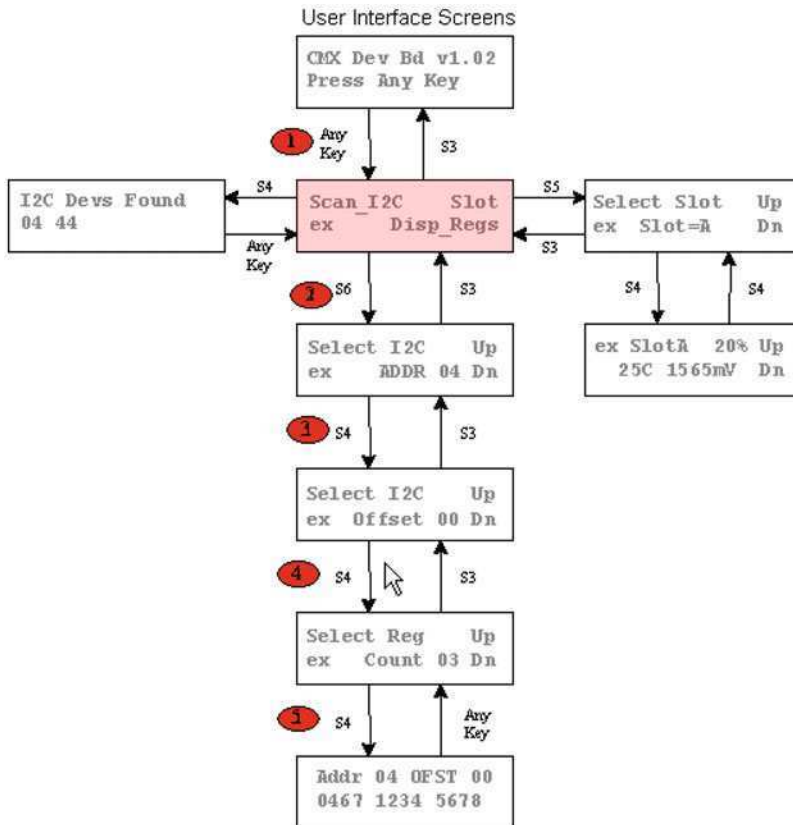 User Interface Screens
CMX Dev Bd v1.02
Press Any Key
1
Any
Key
S3
I2C Devs Found
04 44
S4
Any
Key
Scan_I2C Slot
ex Disp_Regs
S5
S3
Select Slot Up
ex Slot=A Dn
S4
S4
ex SlotA 20% Up
25C 1565mV Dn
2
S6
S3
Select I2C Up
ex ADDR 04 Dn
3
S4
S3
Select I2C Up
ex Offset 00 Dn
4
S4
S3
Select Reg Up
ex Count 03 Dn
5
S4
Any
Key
Addr 04 OFST 00
0467 1234 5678